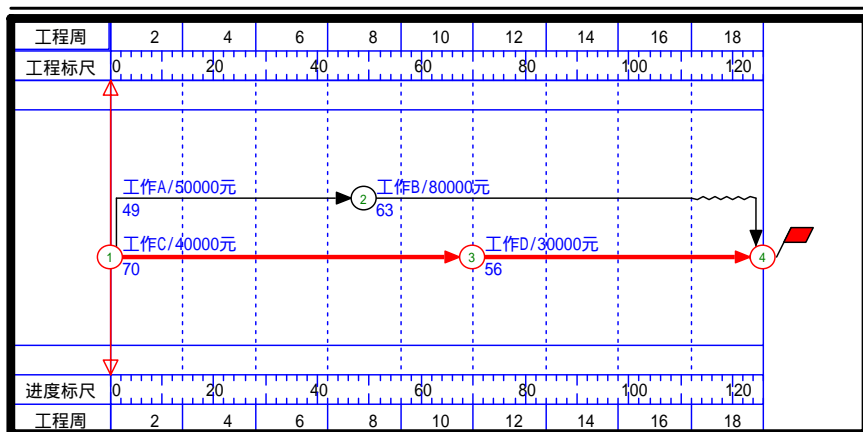 工程周 2 4 6 8 10 12 14 16 18
工程标尺 0 20 40 60 80 100 120
工作A/50000元 2 工作B/80000元
49 63
工作C/40000元 工作D/30000元
1 3 4
70 56
进度标尺 0 20 40 60 80 100 120
工程周 2 4 6 8 10 12 14 16 18